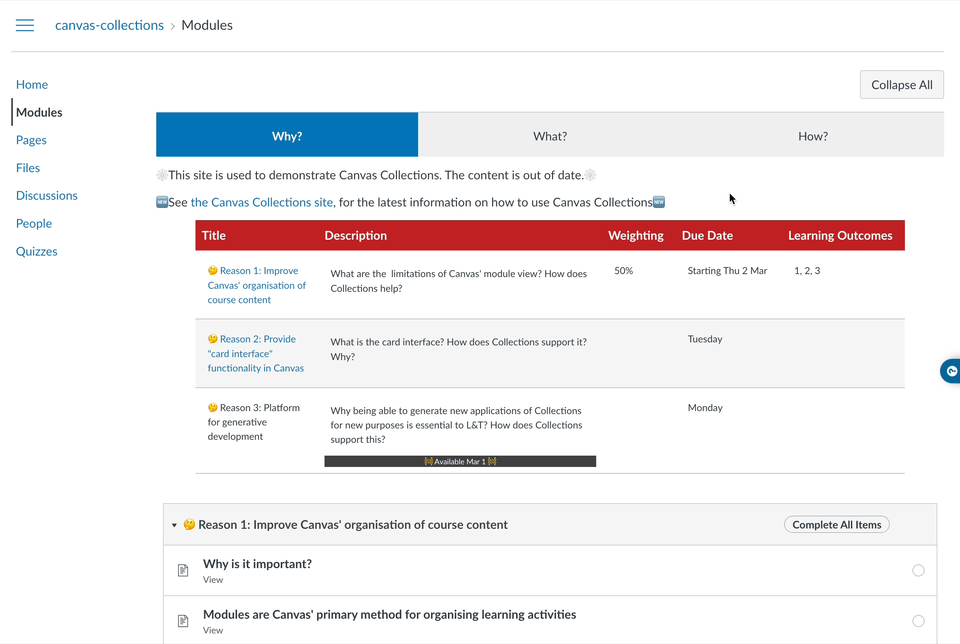 canvas-collections › Modules
Home
Modules
Pages
Files
Discussions
People
Quizzes
Collapse All
Why?
What?
How?
🕸️This site is used to demonstrate Canvas Collections. The content is out of date.🕸️
🆕See the Canvas Collections site, for the latest information on how to use Canvas Collections🆕
Title Description Weighting Due Date Learning Outcomes
🤔 Reason 1: Improve
Canvas' organisation of
course content
What are the limitations of Canvas' module view? How does
Collections help?
50%
Starting Thu 2 Mar
1, 2, 3
🤔 Reason 2: Provide
"card interface"
functionality in Canvas
What is the card interface? How does Collections support it?
Why?
Tuesday
🤔 Reason 3: Platform
for generative
development
Why being able to generate new applications of Collections
for new purposes is essential to L&T? How does Collections
support this?
🚧 Available Mar 1 🚧
Monday
🤔 Reason 1: Improve Canvas' organisation of course content
Complete All Items
Why is it important?
View
Modules are Canvas' primary method for organising learning activities
View